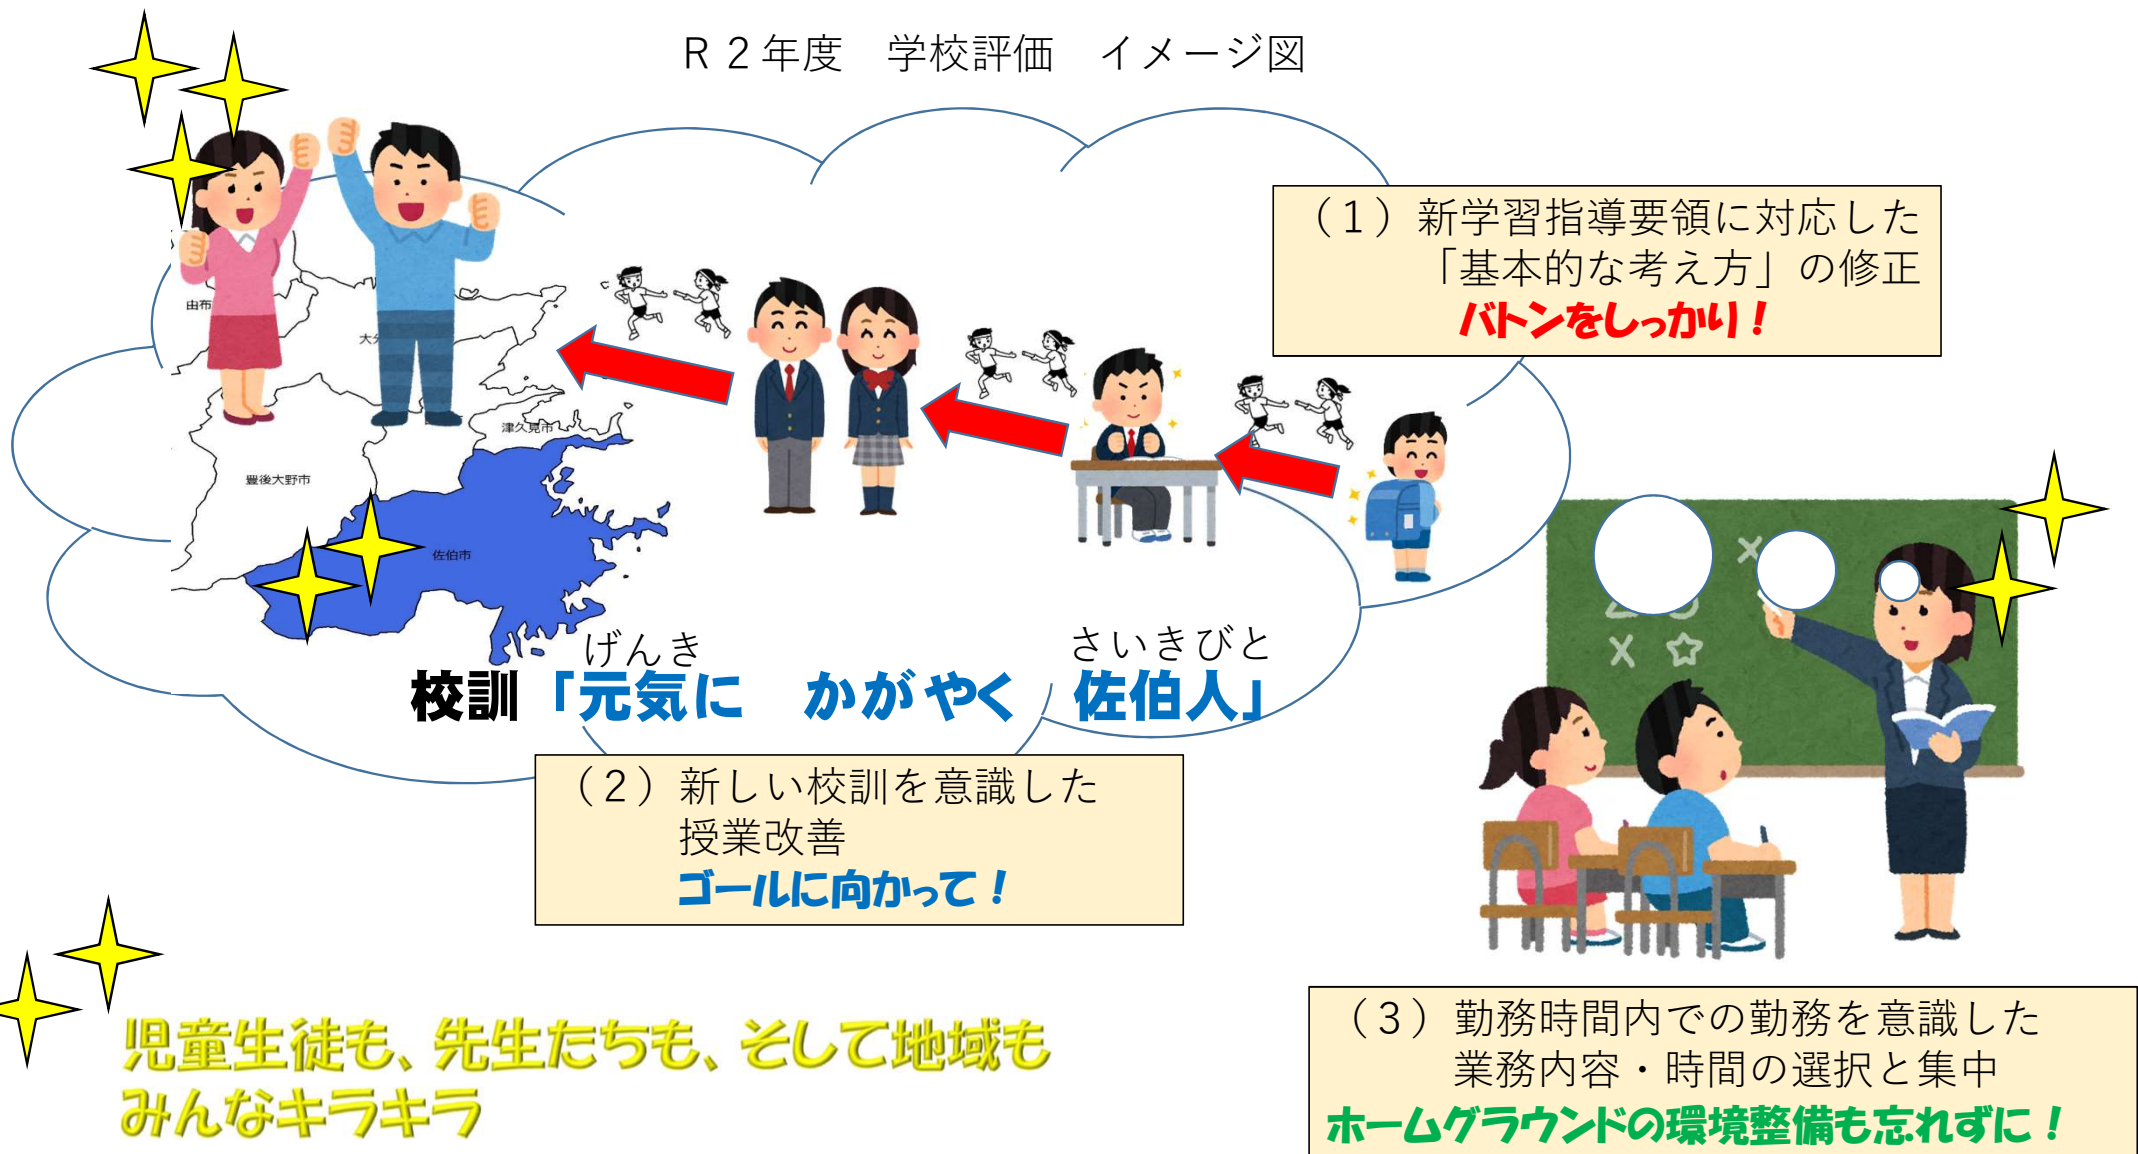 R２年度　学校評価　イメージ図
（１）新学習指導要領に対応した
「基本的な考え方」の修正
バトンをしっかり！
由布
大分
津久見市
豊後大野市
佐伯市
げんき　さいきびと
校訓「元気に　かがやく　佐伯人」
（２）新しい校訓を意識した
授業改善
ゴールに向かって！
児童生徒も、先生たちも、そして地域も
みんなキラキラ
（３）勤務時間内での勤務を意識した
業務内容・時間の選択と集中
ホームグラウンドの環境整備も忘れずに！